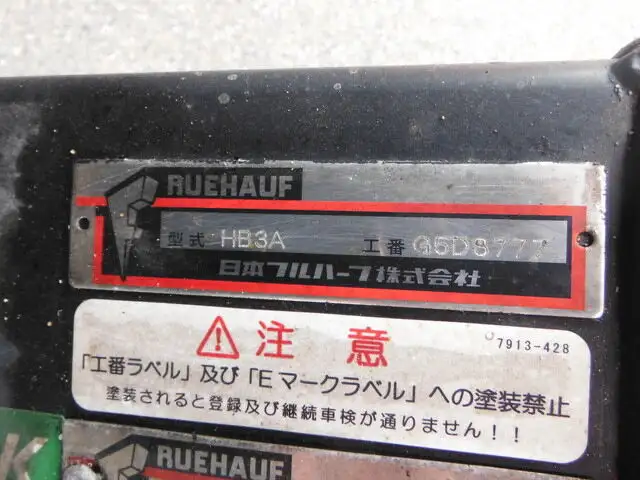 RUEHAUF
型式 HB3A 工番 G5D8777
日本フルハーフ株式会社
注意
7913-428
「工番ラベル」及び「Eマークラベル」への塗装禁止
塗装されると登録及び継続車検が通りません!!
K
RUEHAUF